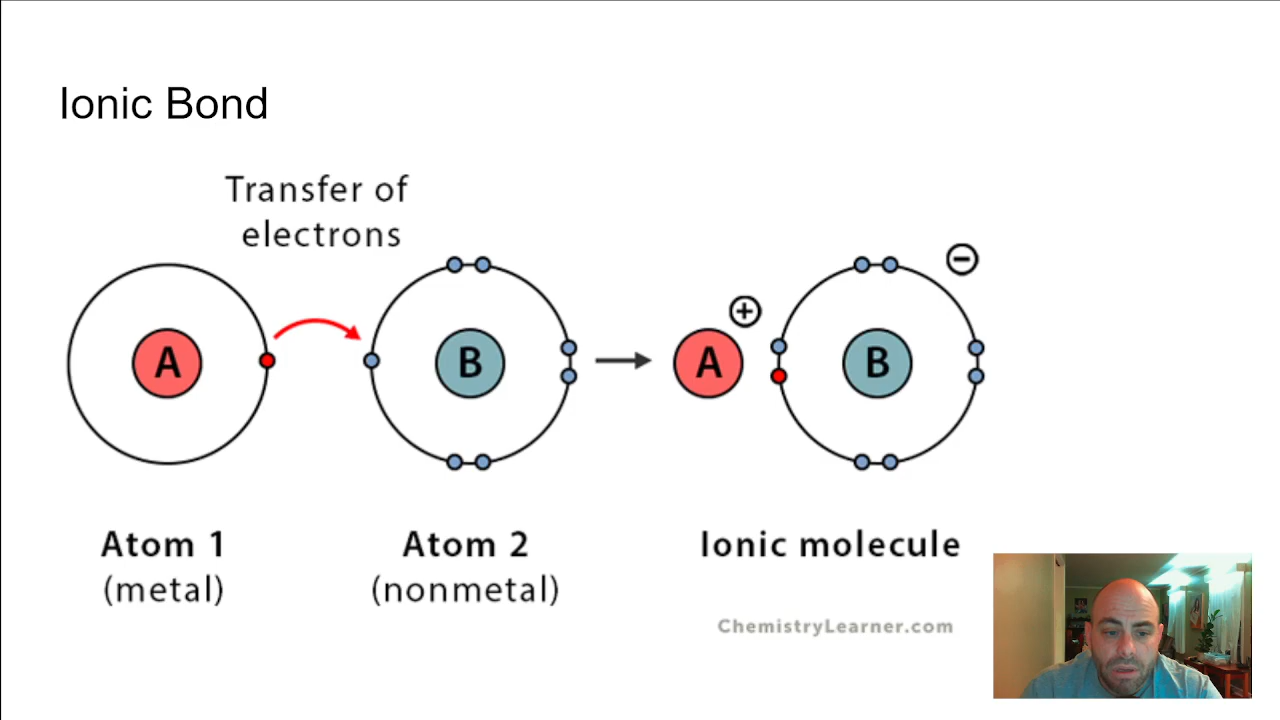 Ionic Bond
Transfer of
electrons
A
B
A
+
B
−
Atom 1
(metal)
Atom 2
(nonmetal)
Ionic molecule
ChemistryLearner.com